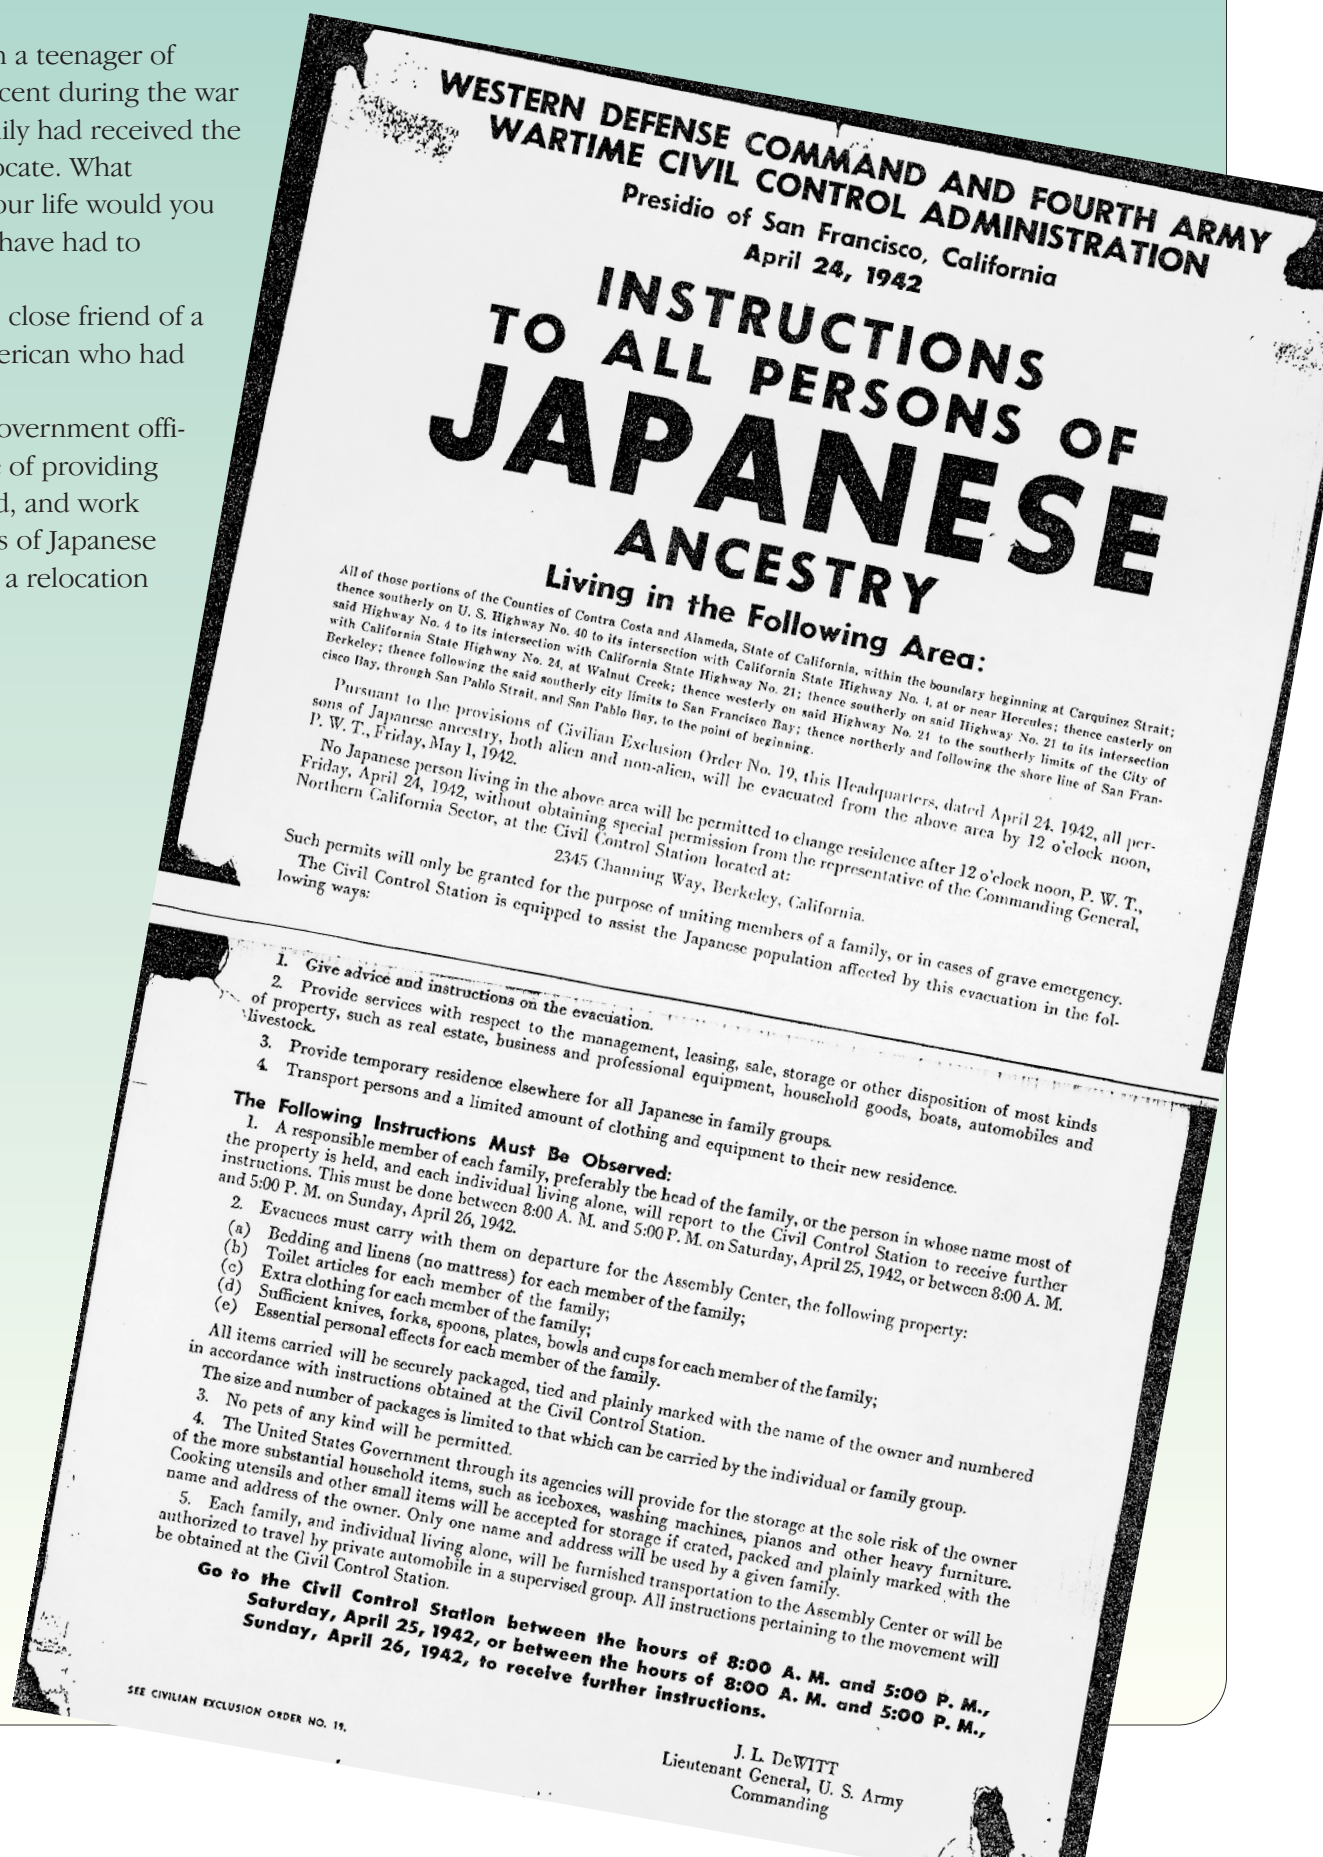 n a teenager of
cent during the war
ily had received the
ocate. What
our life would you
have had to
close friend of a
erican who had
overnment offi-
e of providing
d, and work
s of Japanese
a relocation
WESTERN DEFENSE COMMAND AND FOURTH ARMY
WARTIME CIVIL CONTROL ADMINISTRATION
Presidio of San Francisco, California
April 24, 1942
INSTRUCTIONS
TO ALL PERSONS OF
JAPANESE
ANCESTRY
Living in the Following Area:
All of those portions of the Counties of Contra Costa and Alameda, State of California, within the boundary beginning at Carquinez Strait;
thence southerly on U. S. Highway No. 40 to its intersection with California State Highway No. 4, at or near Hercules; thence easterly on
said Highway No. 4 to its intersection with California State Highway No. 21; thence southerly on said Highway No. 21 to its intersection
with California State Highway No. 24, at Walnut Creek; thence westerly on said Highway No. 24 to the southerly limits of the City of
Berkeley; thence following the said southerly city limits to San Francisco Bay; thence northerly and following the shore line of San Fran-
cisco Bay, through San Pablo Strait, and San Pablo Bay, to the point of beginning.
Pursuant to the provisions of Civilian Exclusion Order No. 19, this Headquarters, dated April 24, 1942, all per-
sons of Japanese ancestry, both alien and non-alien, will be evacuated from the above area by 12 o'clock noon,
P. W. T., Friday, May 1, 1942.
No Japanese person living in the above area will be permitted to change residence after 12 o'clock noon, P. W. T.,
Friday, April 24, 1942, without obtaining special permission from the representative of the Commanding General,
Northern California Sector, at the Civil Control Station located at:
2345 Channing Way, Berkeley, California.
Such permits will only be granted for the purpose of uniting members of a family, or in cases of grave emergency.
The Civil Control Station is equipped to assist the Japanese population affected by this evacuation in the fol-
lowing ways:
1. Give advice and instructions on the evacuation.
2. Provide services with respect to the management, leasing, sale, storage or other disposition of most kinds
of property, such as real estate, business and professional equipment, household goods, boats, automobiles and
livestock.
3. Provide temporary residence elsewhere for all Japanese in family groups.
4. Transport persons and a limited amount of clothing and equipment to their new residence.
The Following Instructions Must Be Observed:
1. A responsible member of each family, preferably the head of the family, or the person in whose name most of
the property is held, and each individual living alone, will report to the Civil Control Station to receive further
instructions. This must be done between 8:00 A. M. and 5:00 P. M. on Saturday, April 25, 1942, or between 8:00 A. M.
and 5:00 P. M. on Sunday, April 26, 1942.
2. Evacuees must carry with them on departure for the Assembly Center, the following property:
(a) Bedding and linens (no mattress) for each member of the family;
(b) Toilet articles for each member of the family;
(c) Extra clothing for each member of the family;
(d) Sufficient knives, forks, spoons, plates, bowls and cups for each member of the family;
(e) Essential personal effects for each member of the family.
All items carried will be securely packaged, tied and plainly marked with the name of the owner and numbered
in accordance with instructions obtained at the Civil Control Station.
The size and number of packages is limited to that which can be carried by the individual or family group.
3. No pets of any kind will be permitted.
4. The United States Government through its agencies will provide for the storage at the sole risk of the owner
of the more substantial household items, such as iceboxes, washing machines, pianos and other heavy furniture.
Cooking utensils and other small items will be accepted for storage if crated, packed and plainly marked with the
name and address of the owner. Only one name and address will be used by a given family.
5. Each family, and individual living alone, will be furnished transportation to the Assembly Center or will be
authorized to travel by private automobile in a supervised group. All instructions pertaining to the movement will
be obtained at the Civil Control Station.
Go to the Civil Control Station between the hours of 8:00 A. M. and 5:00 P. M.,
Saturday, April 25, 1942, or between the hours of 8:00 A. M. and 5:00 P. M.,
Sunday, April 26, 1942, to receive further instructions.
SEE CIVILIAN EXCLUSION ORDER NO. 19.
J. L. DeWITT
Lieutenant General, U. S. Army
Commanding